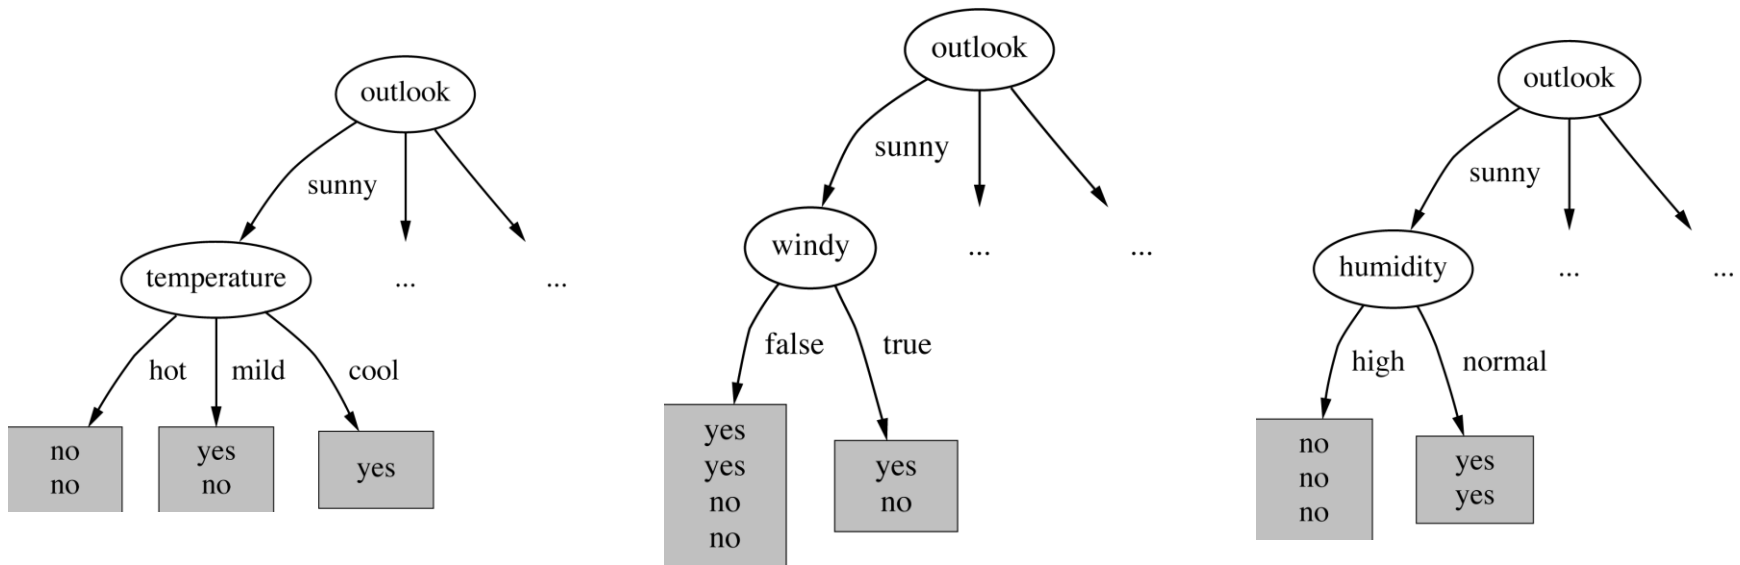 outlook
sunny
temperature
...
...
hot
mild
cool
no
no
yes
no
yes
outlook
sunny
windy
...
...
false
true
yes
yes
no
no
yes
no
outlook
sunny
humidity
...
...
high
normal
no
no
no
yes
yes